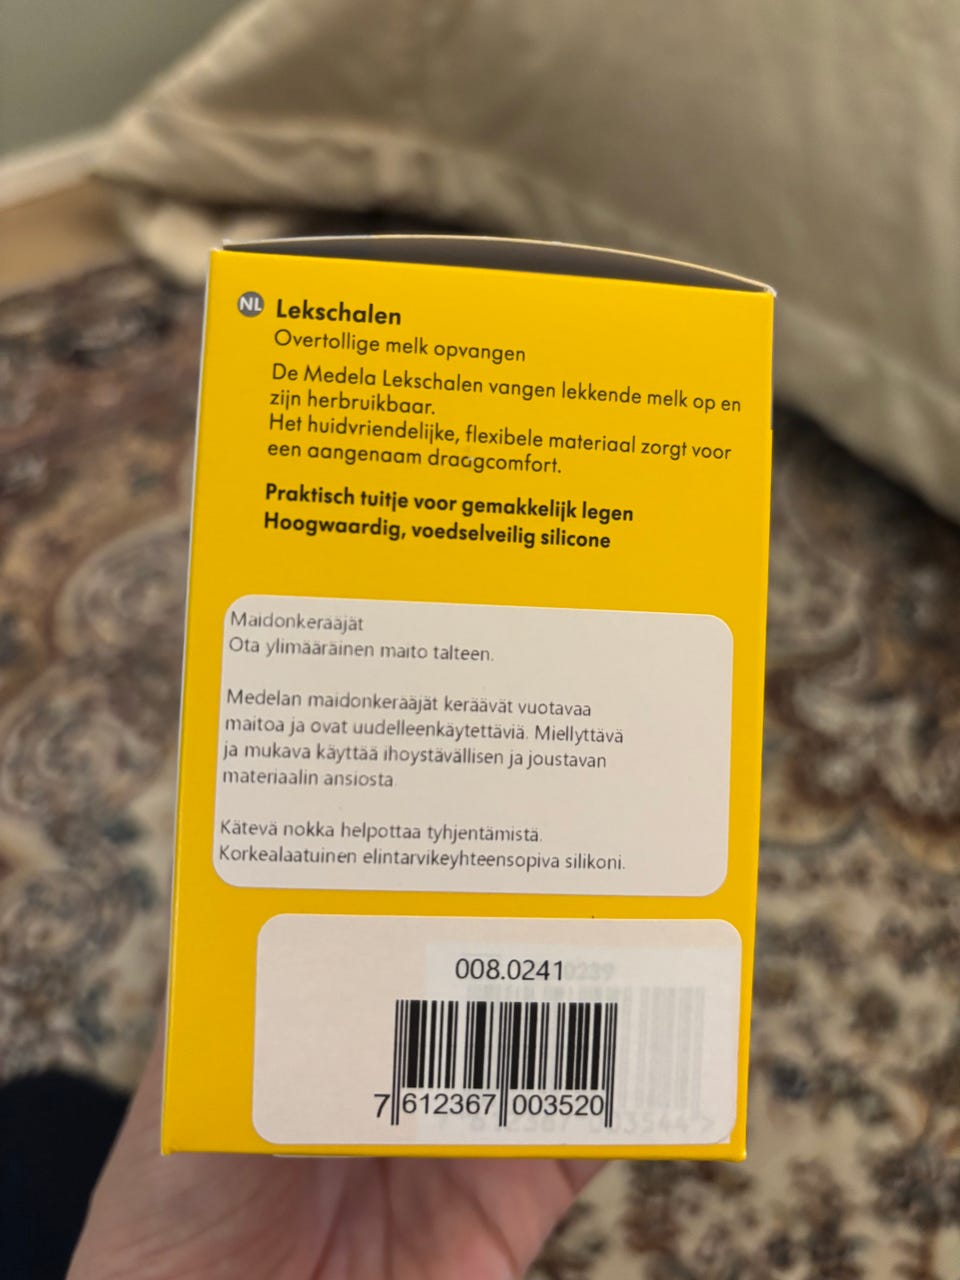 NL Lekschalen
Overtollige melk opvangen
De Medela Lekschalen vangen lekkende melk op en
zijn herbruikbaar.
Het huidvriendelijke, flexibele materiaal zorgt voor
een aangenaam draagcomfort.
Praktisch tuitje voor gemakkelijk legen
Hoogwaardig, voedselveilig silicone
Maidonkerääjät
Ota ylimääräinen maito talteen.
Medelan maidonkerääjät keräävät vuotavaa
maitoa ja ovat uudelleenkäytettäviä. Miellyttävä
ja mukava käyttää ihoystävällisen ja joustavan
materiaalin ansiosta
Kätevä nokka helpottaa tyhjentämistä.
Korkealaatuinen elintarvikeyhteensopiva silikoni.
008.0241
7 612367 003520